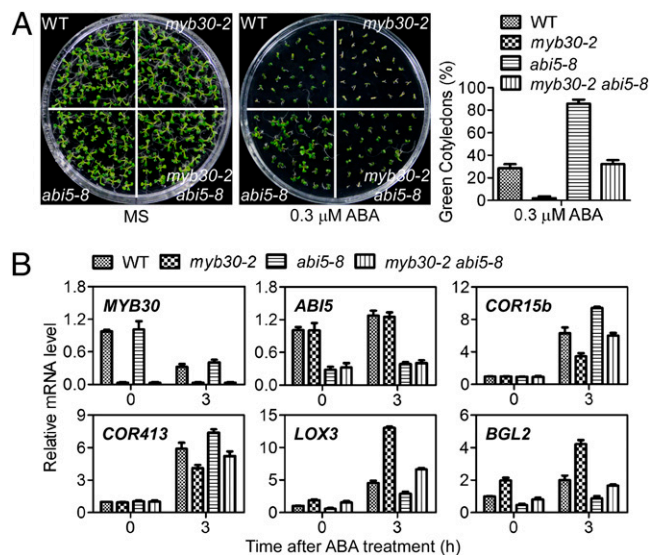 A
WT
myb30-2
abi5-8
myb30-2
abi5-8
MS
WT
myb30-2
abi5-8
myb30-2
abi5-8
0.3 μM ABA
WT
myb30-2
abi5-8
myb30-2 abi5-8
Green Cotyledons (%)
100
80
60
40
20
0
0.3 μM ABA
B
WT myb30-2 abi5-8 myb30-2 abi5-8
Relative mRNA level
MYB30
1.8
1.2
0.6
0.0
0 3
ABI5
1.8
1.2
0.6
0.0
0 3
COR15b
12
8
4
0
0 3
COR413
9
6
3
0
0 3
LOX3
15
10
5
0
0 3
BGL2
6
4
2
0
0 3
Time after ABA treatment (h)